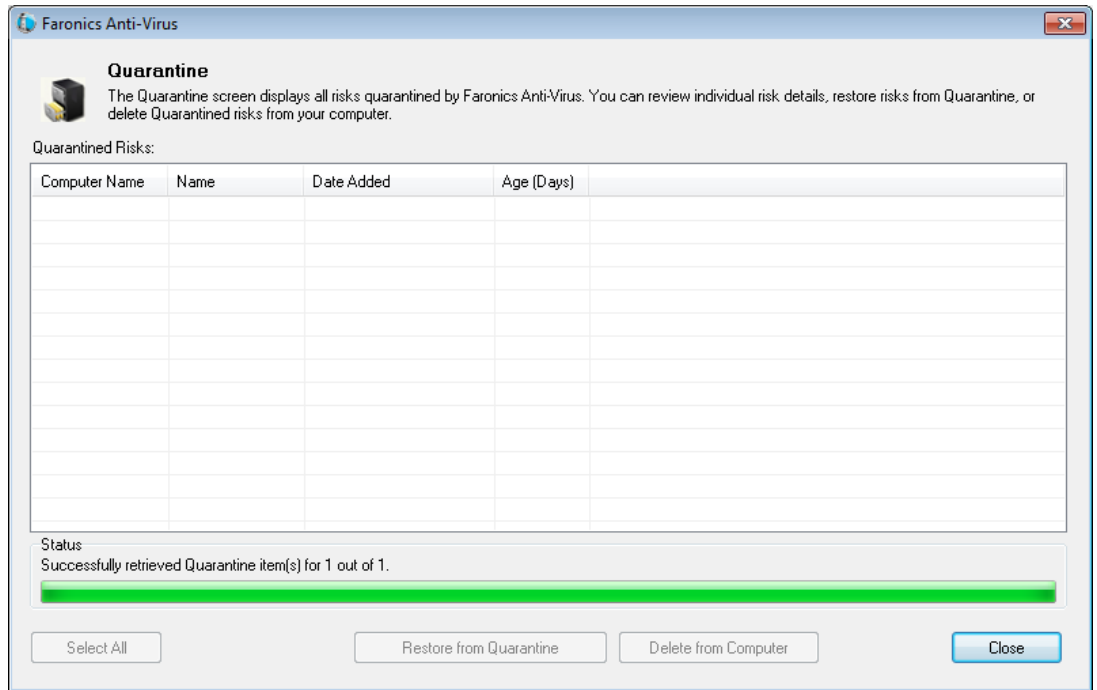 Faronics Anti-Virus
Quarantine
The Quarantine screen displays all risks quarantined by Faronics Anti-Virus. You can review individual risk details, restore risks from Quarantine, or
delete Quarantined risks from your computer.
Quarantined Risks:
Computer Name Name Date Added Age (Days)
Status
Successfully retrieved Quarantine item(s) for 1 out of 1.
Select All Restore from Quarantine Delete from Computer Close